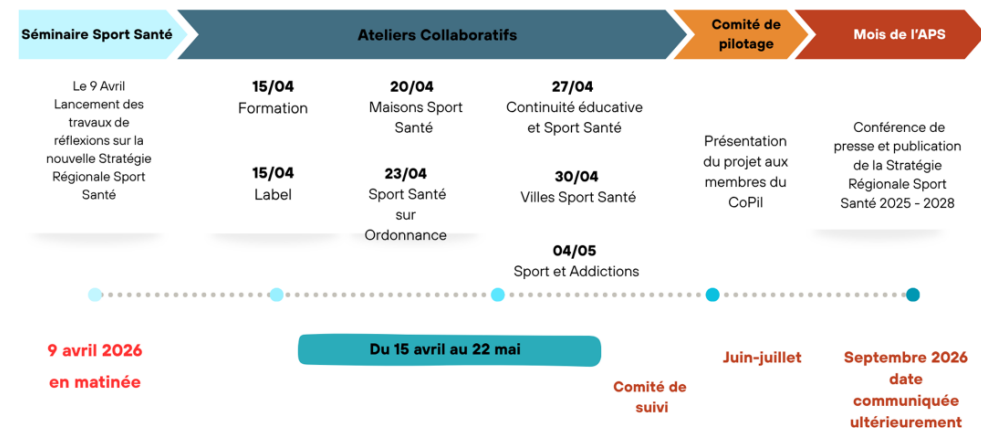 Séminaire Sport Santé
Ateliers Collaboratifs
Comité de
pilotage
Mois de l'APS
Le 9 Avril
Lancement des
travaux de
réflexions sur la
nouvelle Stratégie
Régionale Sport
Santé
15/04
Formation
15/04
Label
20/04
Maisons Sport
Santé
23/04
Sport Santé
sur
Ordonnance
27/04
Continuité éducative
et Sport Santé
30/04
Villes Sport Santé
04/05
Sport et Addictions
Présentation
du projet aux
membres du
CoPil
Conférence de
presse et publication
de la Stratégie
Régionale Sport
Santé 2025 - 2028
9 avril 2026
en matinée
Du 15 avril au 22 mai
Comité de
suivi
Juin-juillet
Septembre 2026
date
communiquée
ultérieurement